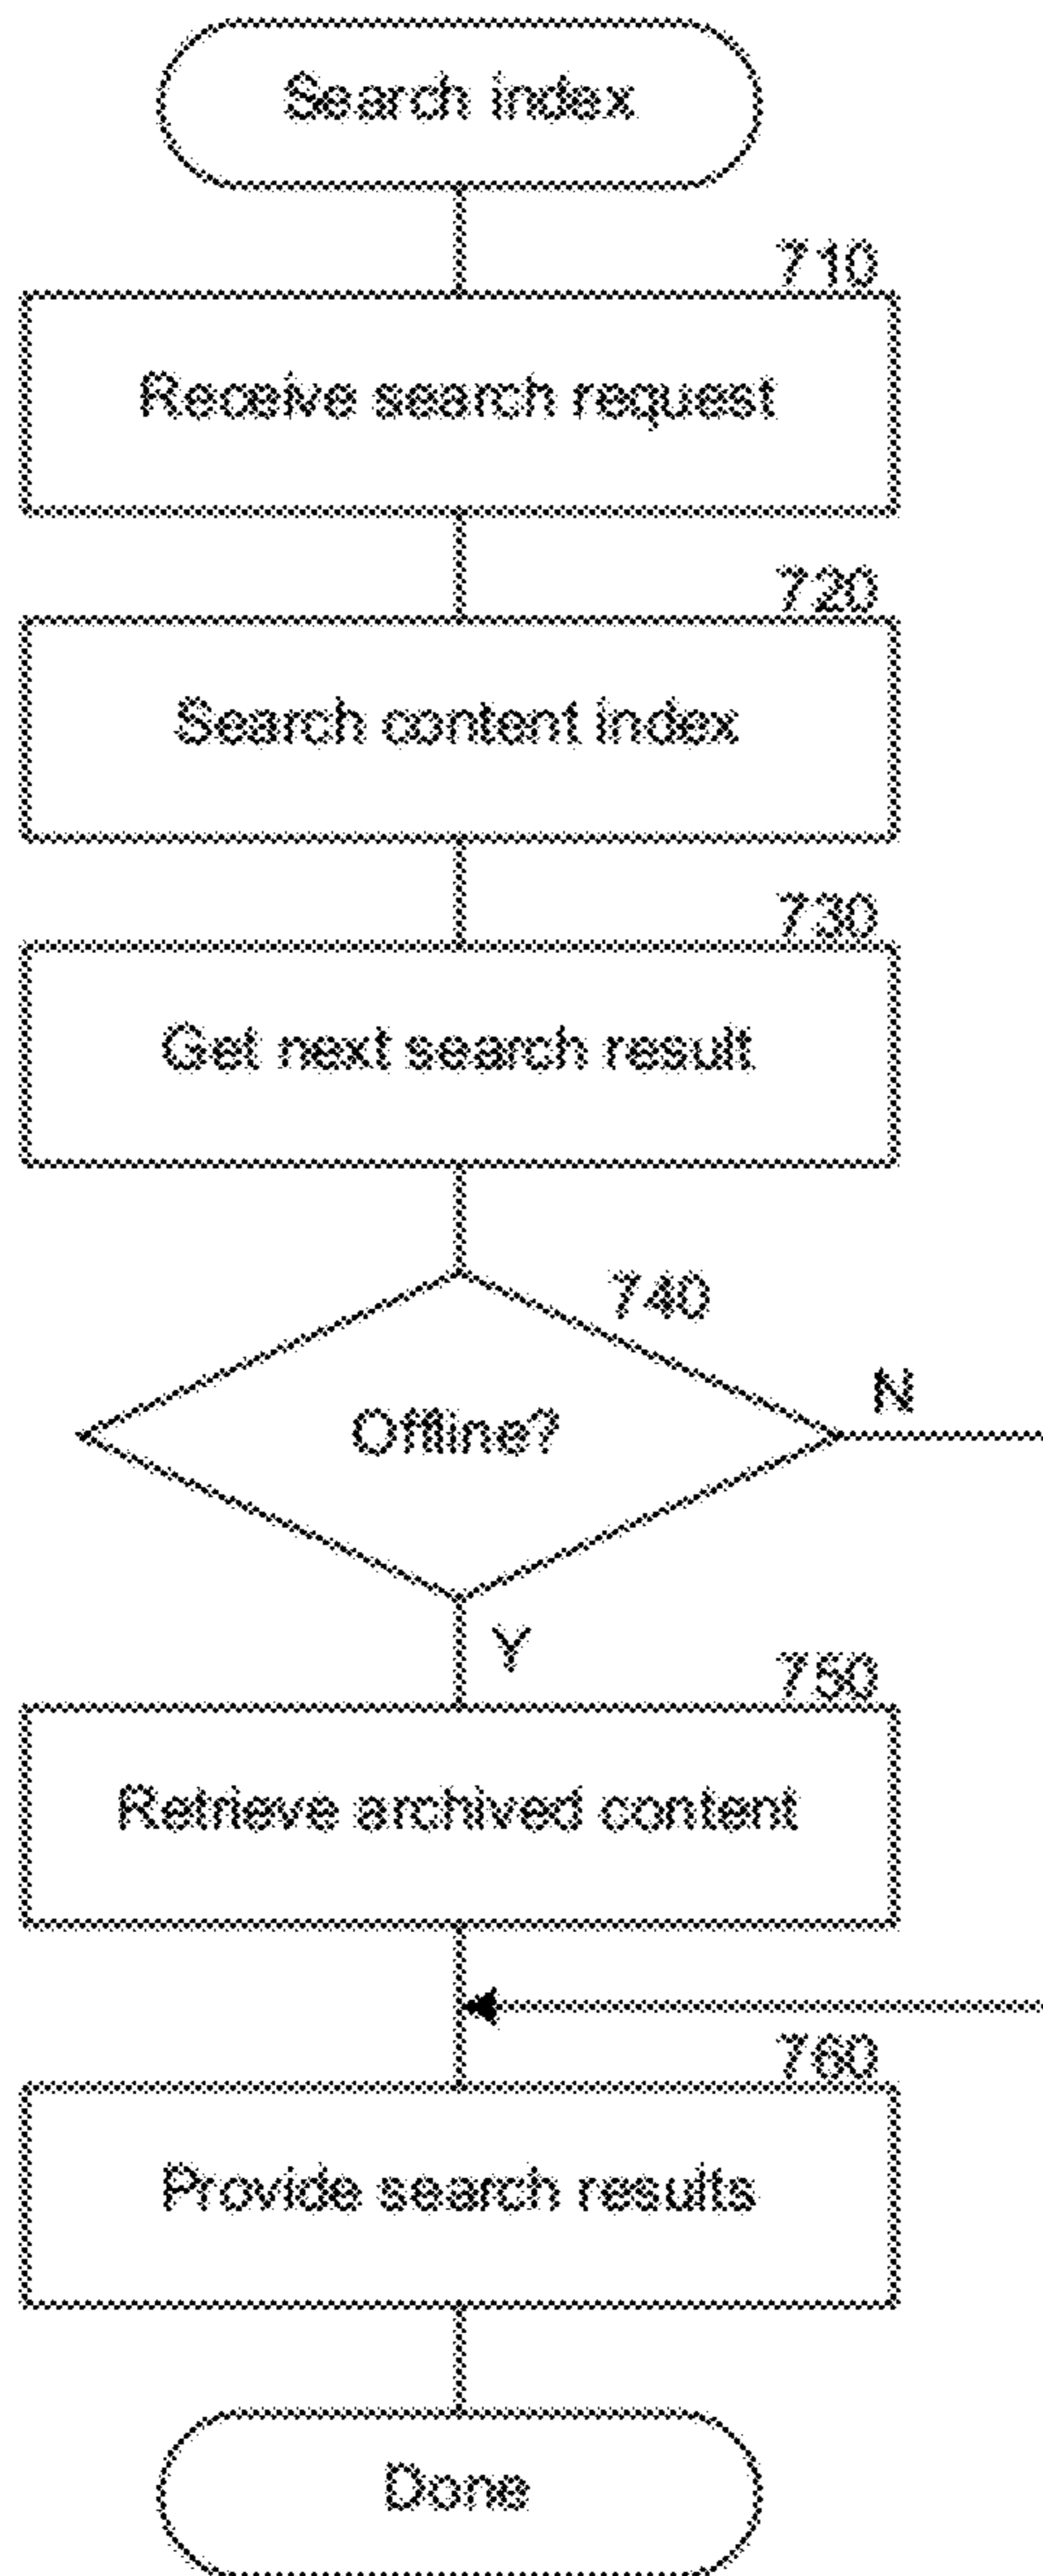 Search index
710
Receive search request
720
Search content index
730
Get next search result
740
Offline?
N
Y
750
Retrieve archived content
760
Provide search results
Done